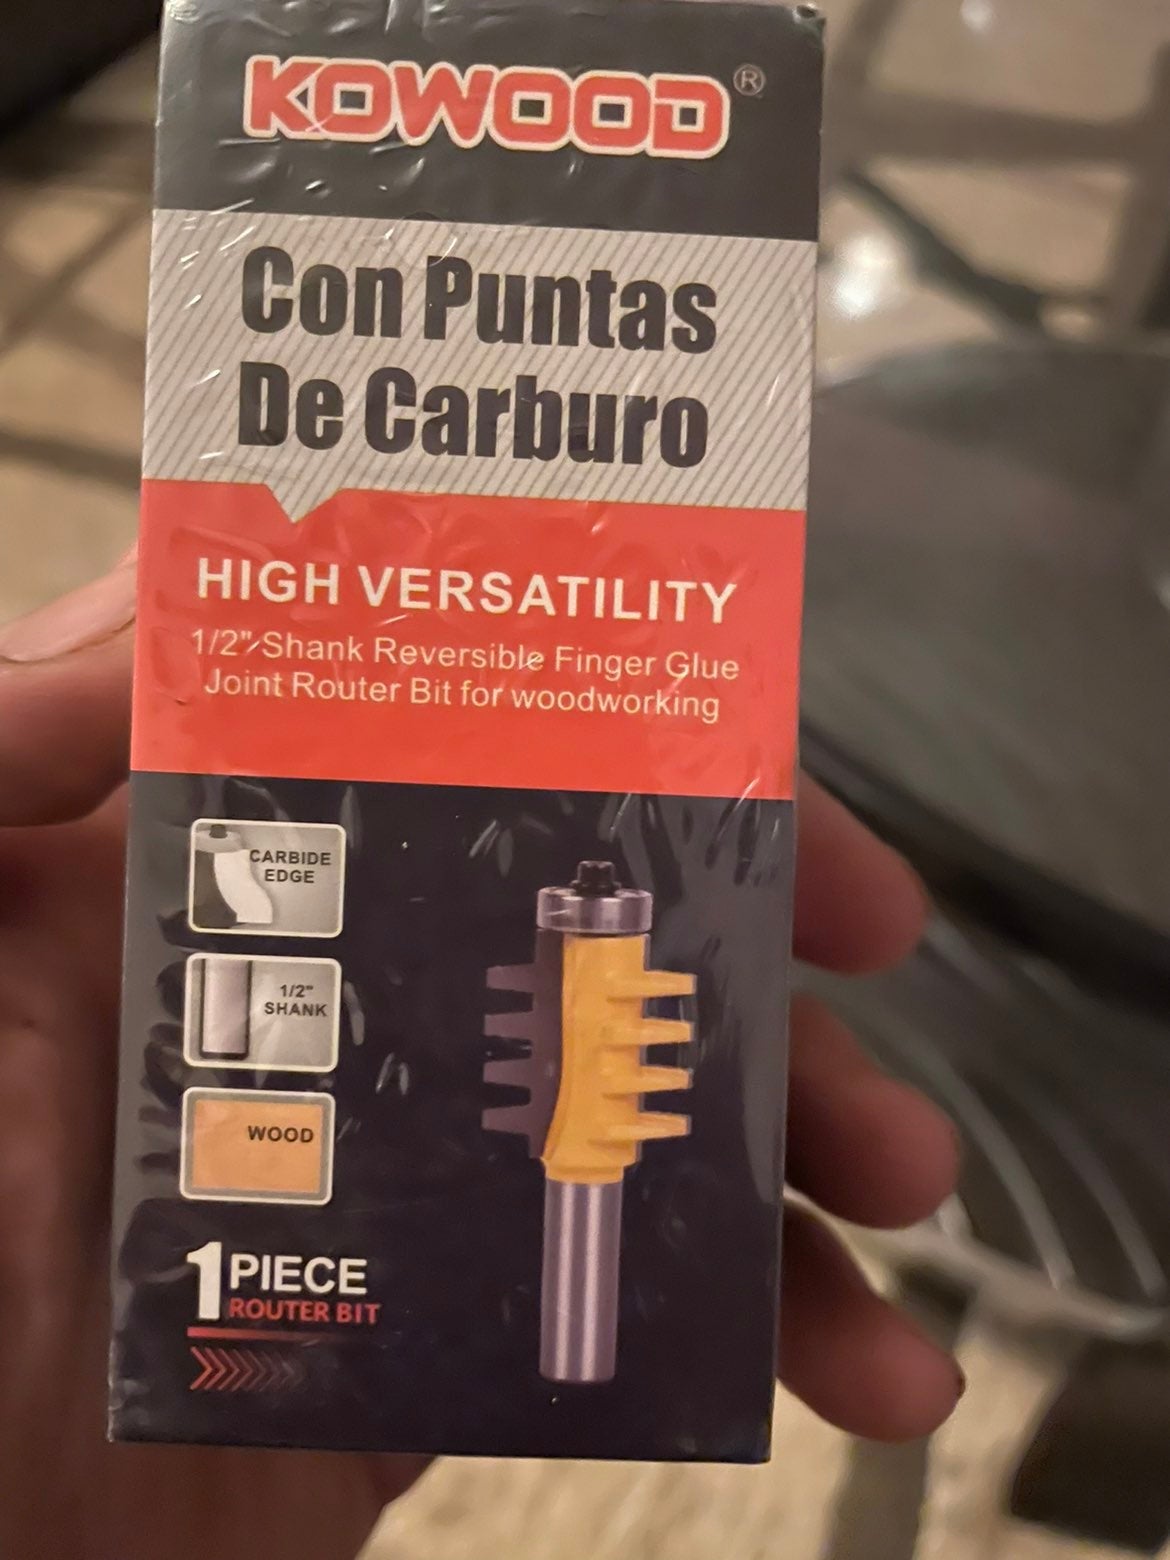 KOWOOD®
Con Puntas
De Carburo
HIGH VERSATILITY
1/2" Shank Reversible Finger Glue
Joint Router Bit for woodworking
CARBIDE
EDGE
1/2"
SHANK
WOOD
1 PIECE
ROUTER BIT